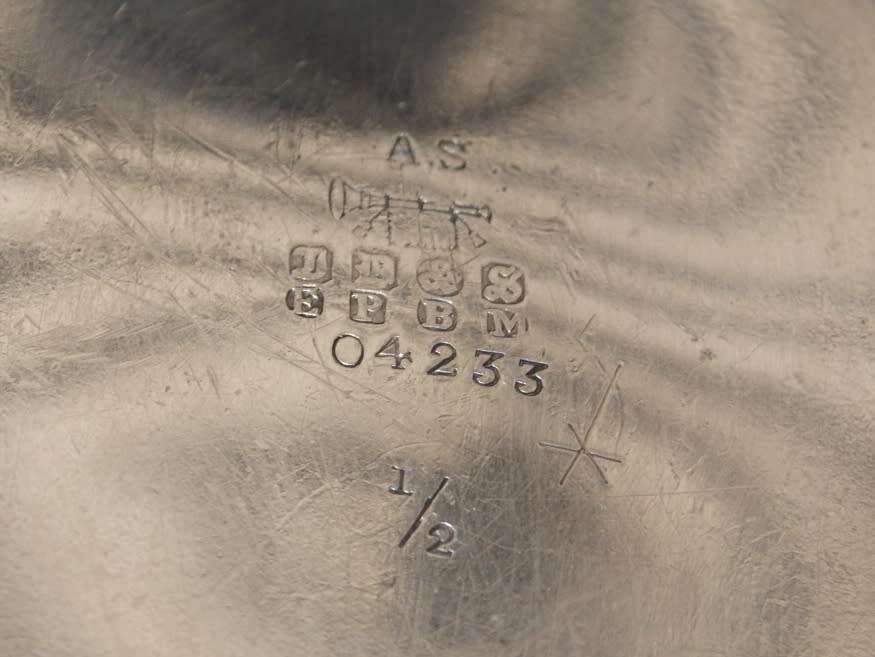 A.S
J D & S
E P B M
04233
1/2